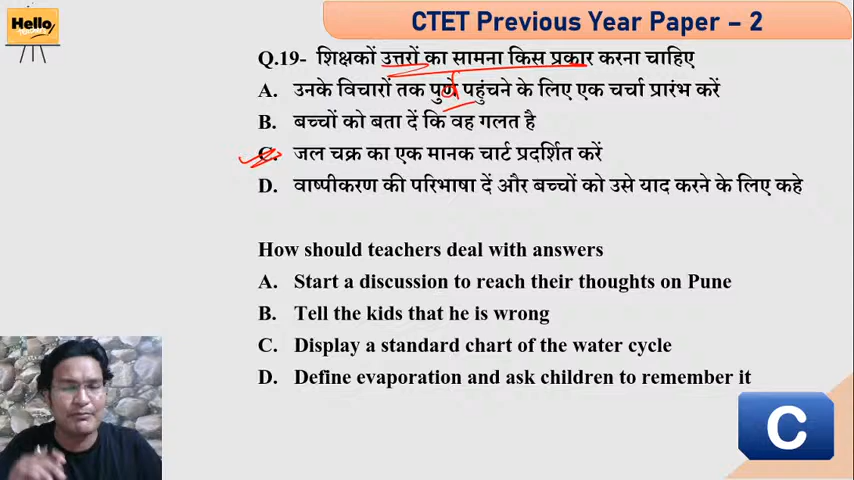 Hello
CTET Previous Year Paper – 2
Q.19- शिक्षकों उत्तरों का सामना किस प्रकार करना चाहिए
A. उनके विचारों तक पुणे पहुंचने के लिए एक चर्चा प्रारंभ करें
B. बच्चों को बता दें कि वह गलत है
C. जल चक्र का एक मानक चार्ट प्रदर्शित करें
D. वाष्पीकरण की परिभाषा दें और बच्चों को उसे याद करने के लिए कहे
How should teachers deal with answers
A. Start a discussion to reach their thoughts on Pune
B. Tell the kids that he is wrong
C. Display a standard chart of the water cycle
D. Define evaporation and ask children to remember it
C